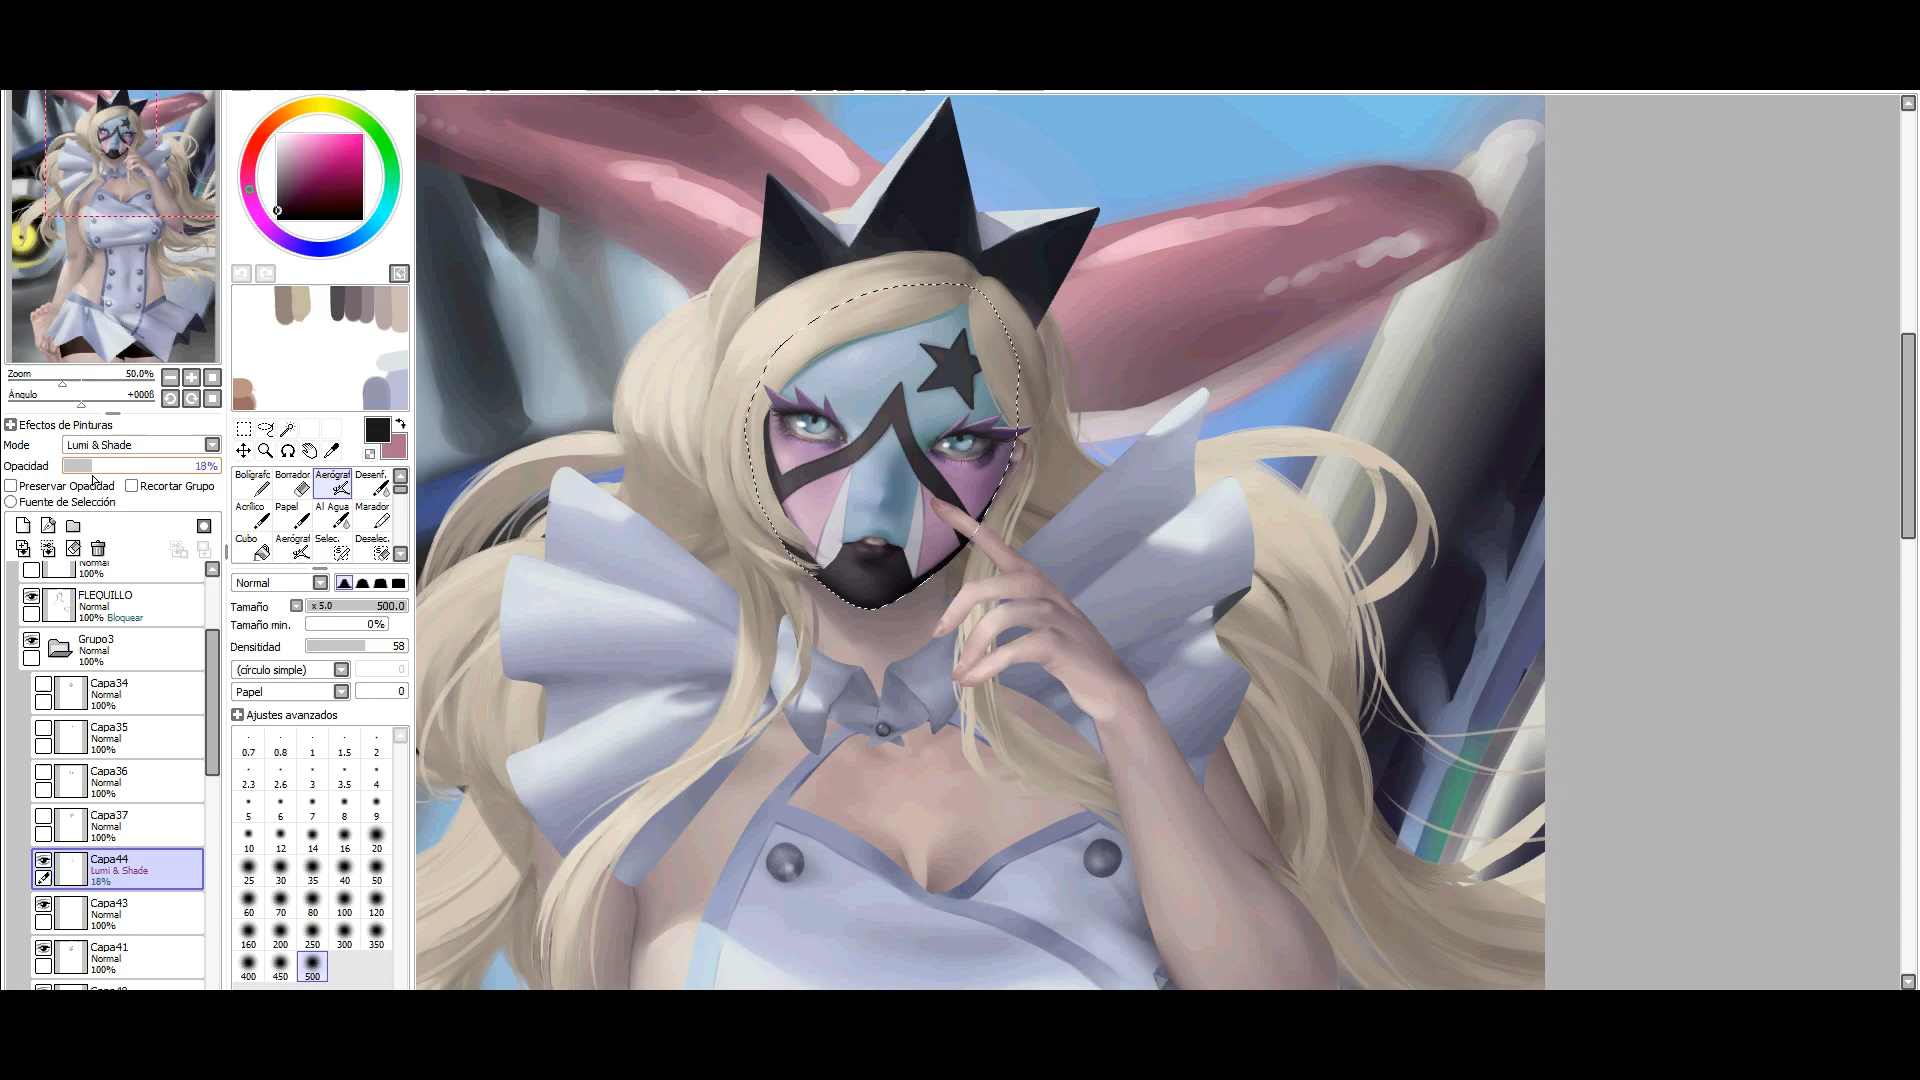 Zoom 50.0%
Ángulo +000ß
Efectos de Pinturas
Mode Lumi & Shade
Opacidad 18%
Preservar Opacidad Recortar Grupo
Fuente de Selección
Normal
100%
FLEQUILLO
Normal
100% Bloquear
Grupo3
Normal
100%
Capa34
Normal
100%
Capa35
Normal
100%
Capa36
Normal
100%
Capa37
Normal
100%
Capa44
Lumi & Shade
18%
Capa43
Normal
100%
Capa41
Normal
100%
Bolígrafo Borrador Aerógraf Desenf.
Acrílico Papel Al Agua Marador
Cubo Aerógraf Selec. Deselec.
Normal
Tamaño x 5.0 500.0
Tamaño min. 0%
Densitidad 58
(círculo simple) 0
Papel 0
Ajustes avanzados
0.7 0.8 1 1.5 2
2.3 2.6 3 3.5 4
5 6 7 8 9
10 12 14 16 20
25 30 35 40 50
60 70 80 100 120
160 200 250 300 350
400 450 500